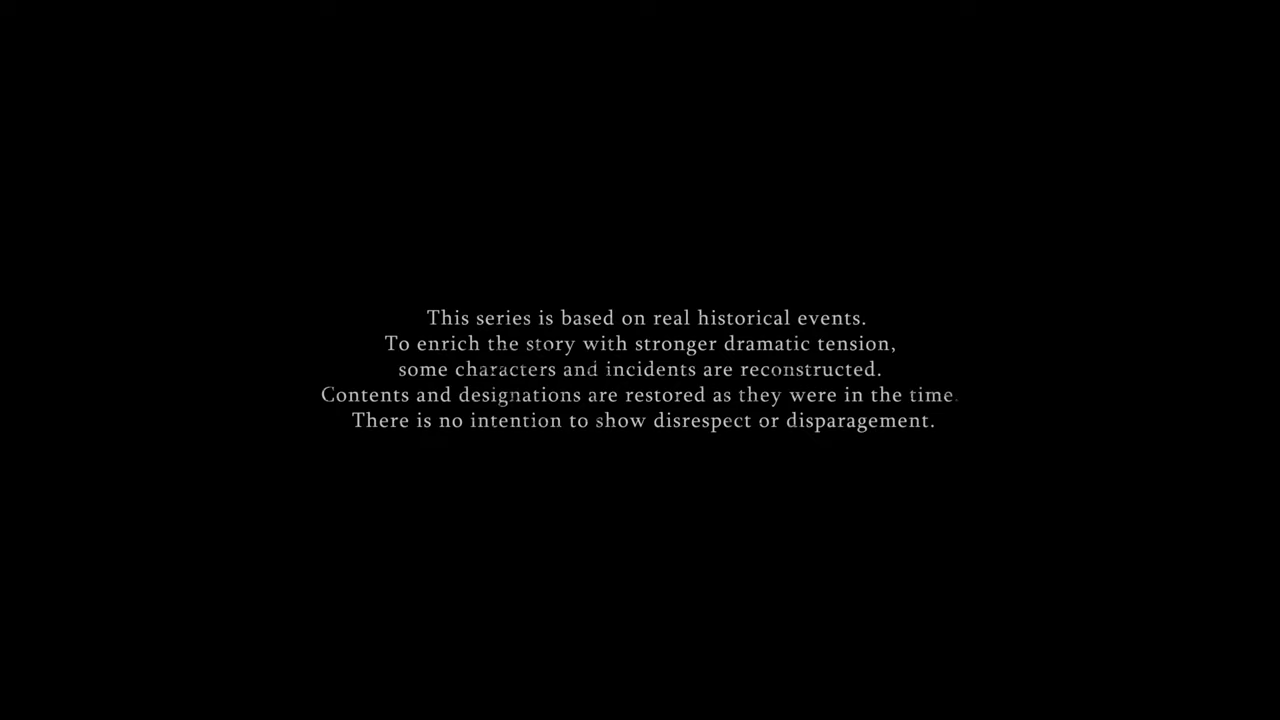 This series is based on real historical events.
To enrich the story with stronger dramatic tension,
some characters and incidents are reconstructed.
Contents and designations are restored as they were in the time.
There is no intention to show disrespect or disparagement.